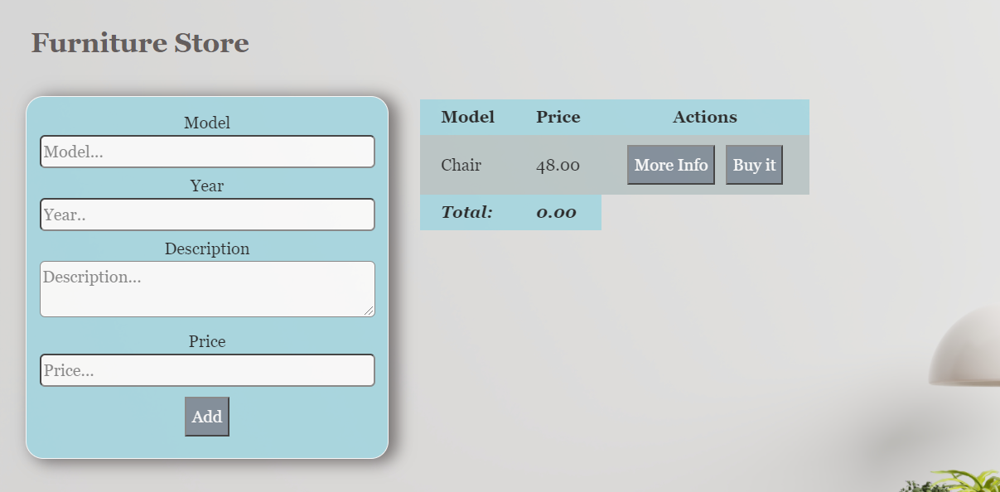 Furniture Store
Model
Model...
Year
Year..
Description
Description...
Price
Price...
Add
Model Price Actions
Chair 48.00 More Info Buy it
Total: 0.00